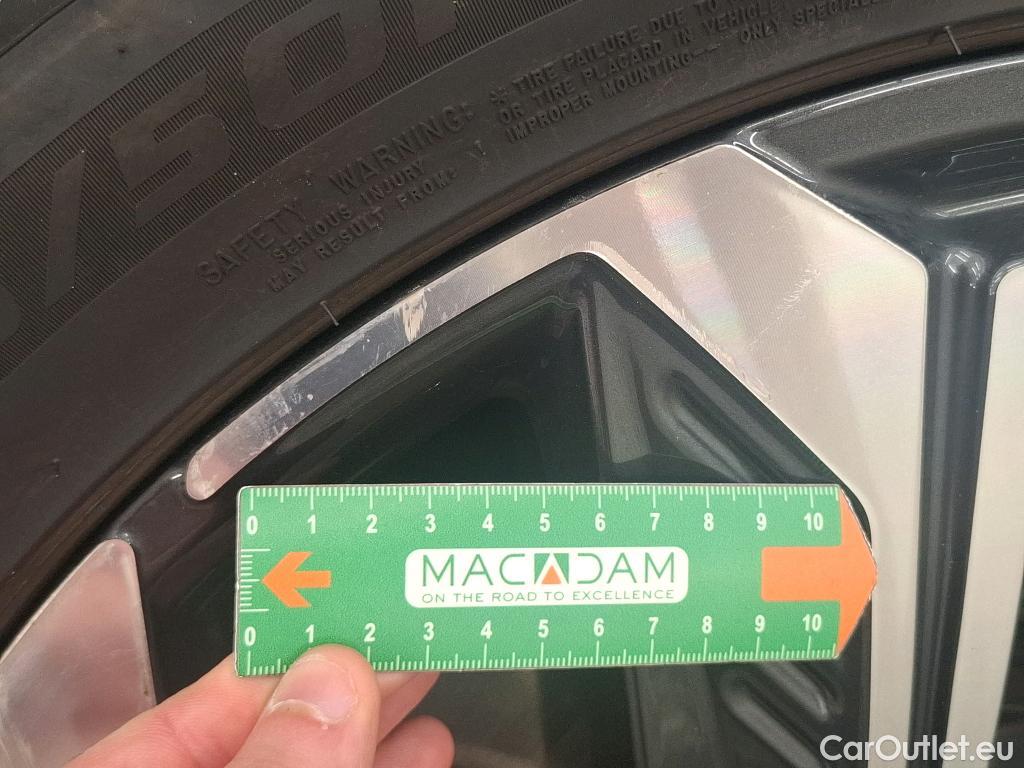 /50
SAFETY WARNING:
SERIOUS INJURY
MAY RESULT FROM:
* TIRE FAILURE DUE TO
OR TIRE PLACARD IN VEHICLE
IMPROPER MOUNTING-- ONLY SPECIAL
0 1 2 3 4 5 6 7 8 9 10
MACADAM
ON THE ROAD TO EXCELLENCE
0 1 2 3 4 5 6 7 8 9 10
CarOutlet.eu